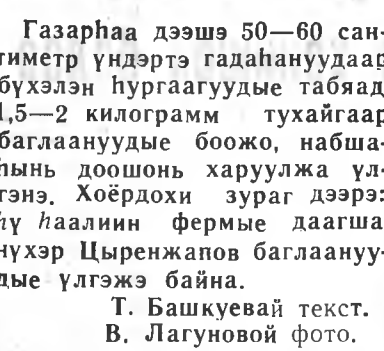 Газарһаа дээшэ 50—60 сан-
тиметр үндэртэ гадаһануудаар
бүхэлэн һургаагуудые табяад
1,5—2 килограмм тухайгаар
баглаануудые боожо, набша-
һынь доошонь харуулжа үл-
гэнэ. Хоёрдохи зураг дээрэ:
һү һаалиин фермые даагша
нүхэр Цыренжапов баглаануу-
дые үлгэжэ байна.
Т. Башкуевай текст.
В. Лагуновой фото.